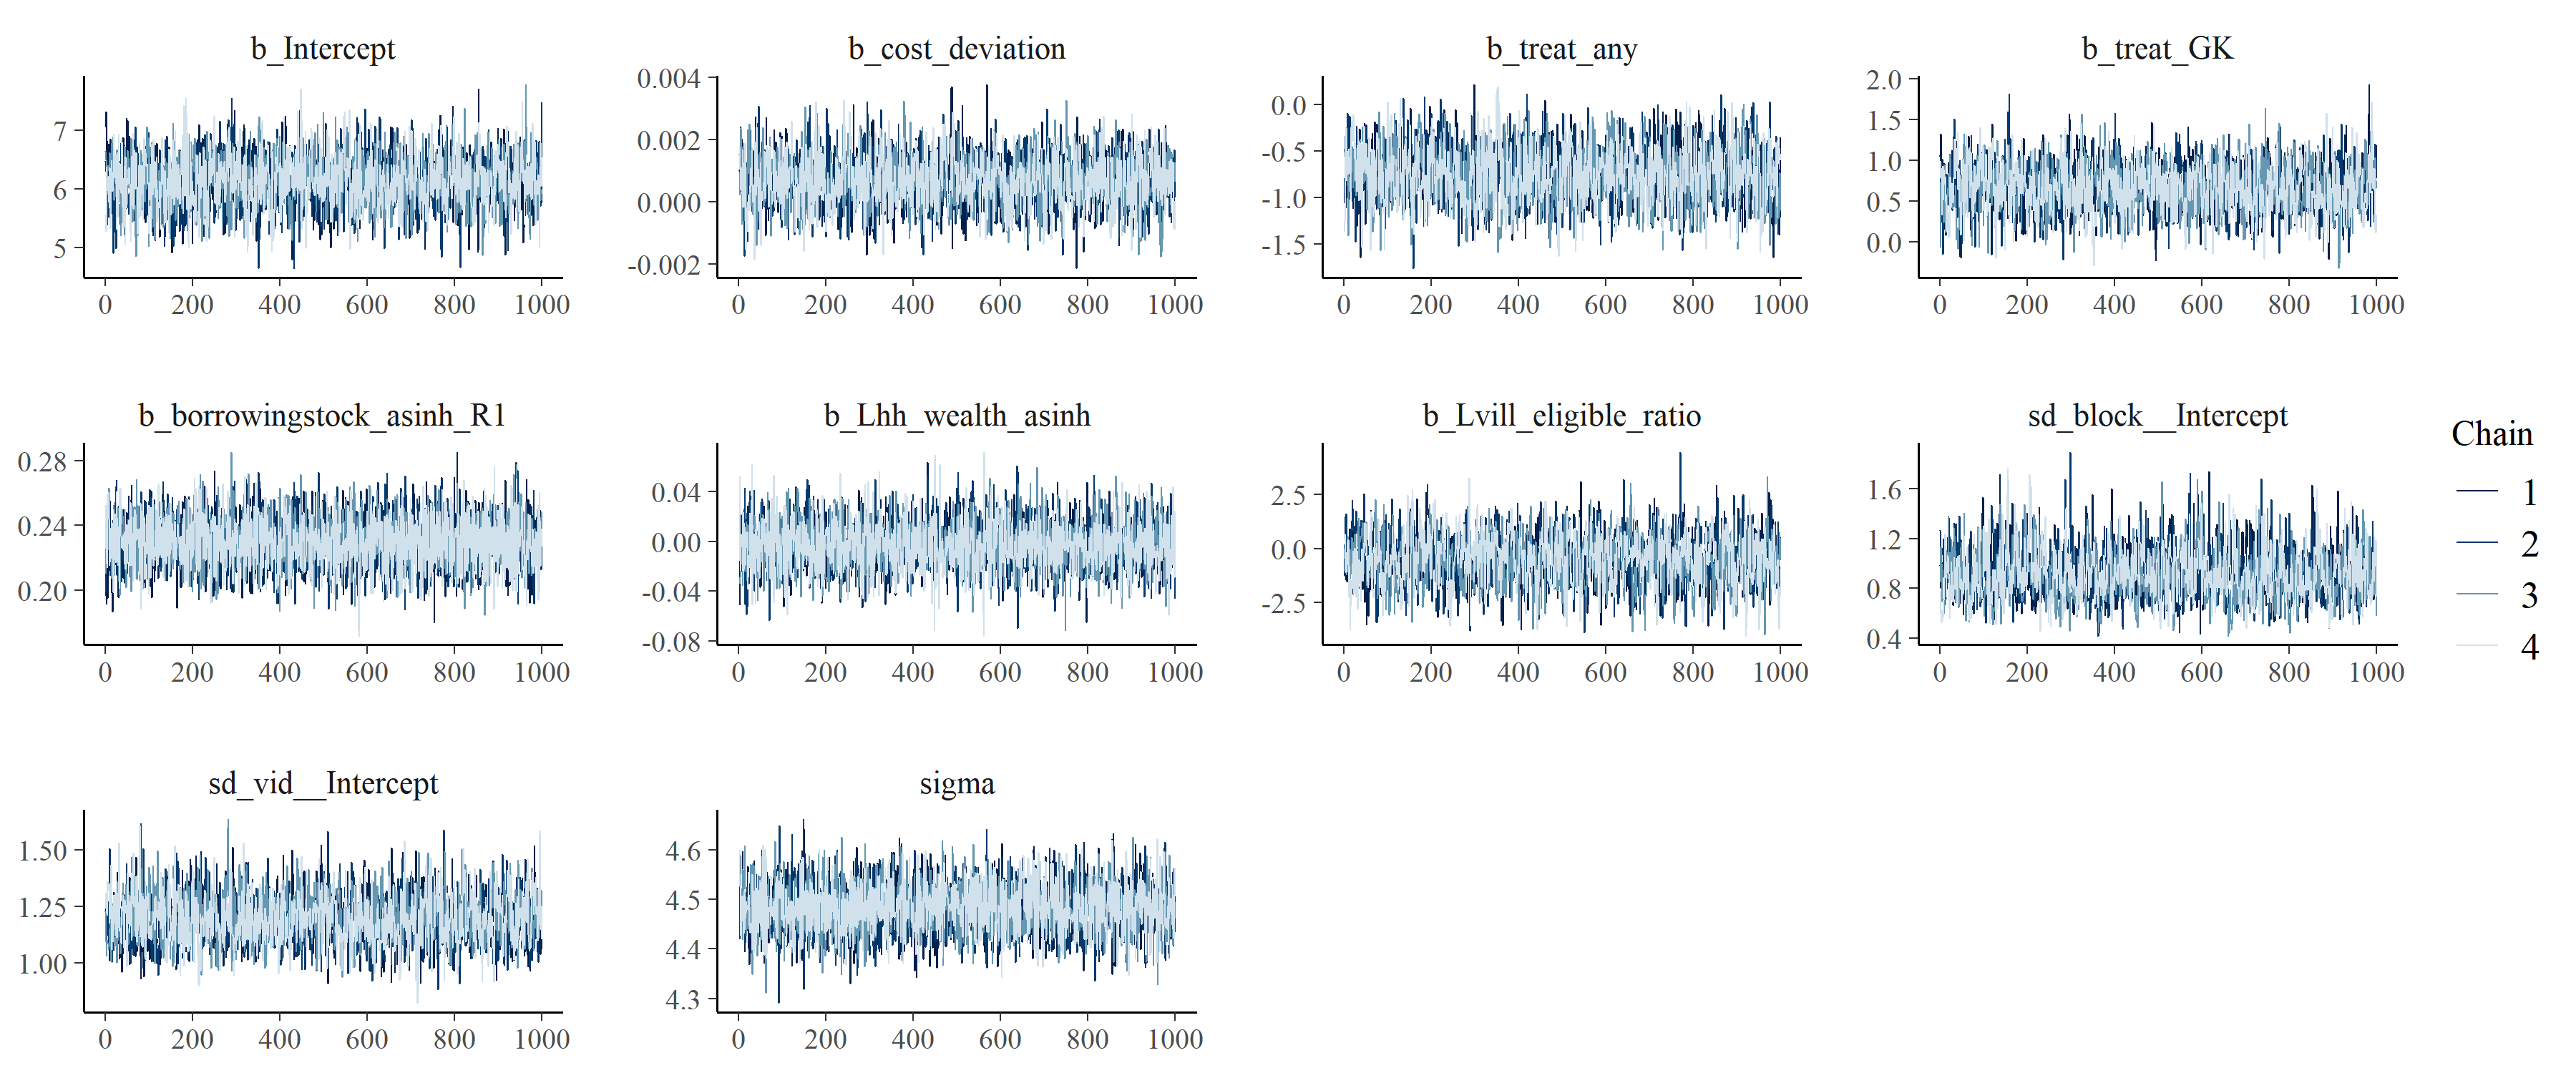 b_Intercept b_cost_deviation b_treat_any b_treat_GK
7
6
5
0 200 400 600 800 1000
0.004
0.002
0.000
-0.002
0 200 400 600 800 1000
0.0
-0.5
-1.0
-1.5
0 200 400 600 800 1000
2.0
1.5
1.0
0.5
0.0
0 200 400 600 800 1000
b_borrowingstock_asinh_R1 b_Lhh_wealth_asinh b_Lvill_eligible_ratio sd_block__Intercept
0.28
0.24
0.20
0 200 400 600 800 1000
0.04
0.00
-0.04
-0.08
0 200 400 600 800 1000
2.5
0.0
-2.5
0 200 400 600 800 1000
1.6
1.2
0.8
0.4
0 200 400 600 800 1000
Chain
1
2
3
4
sd_vid__Intercept sigma
1.50
1.25
1.00
0 200 400 600 800 1000
4.6
4.5
4.4
4.3
0 200 400 600 800 1000